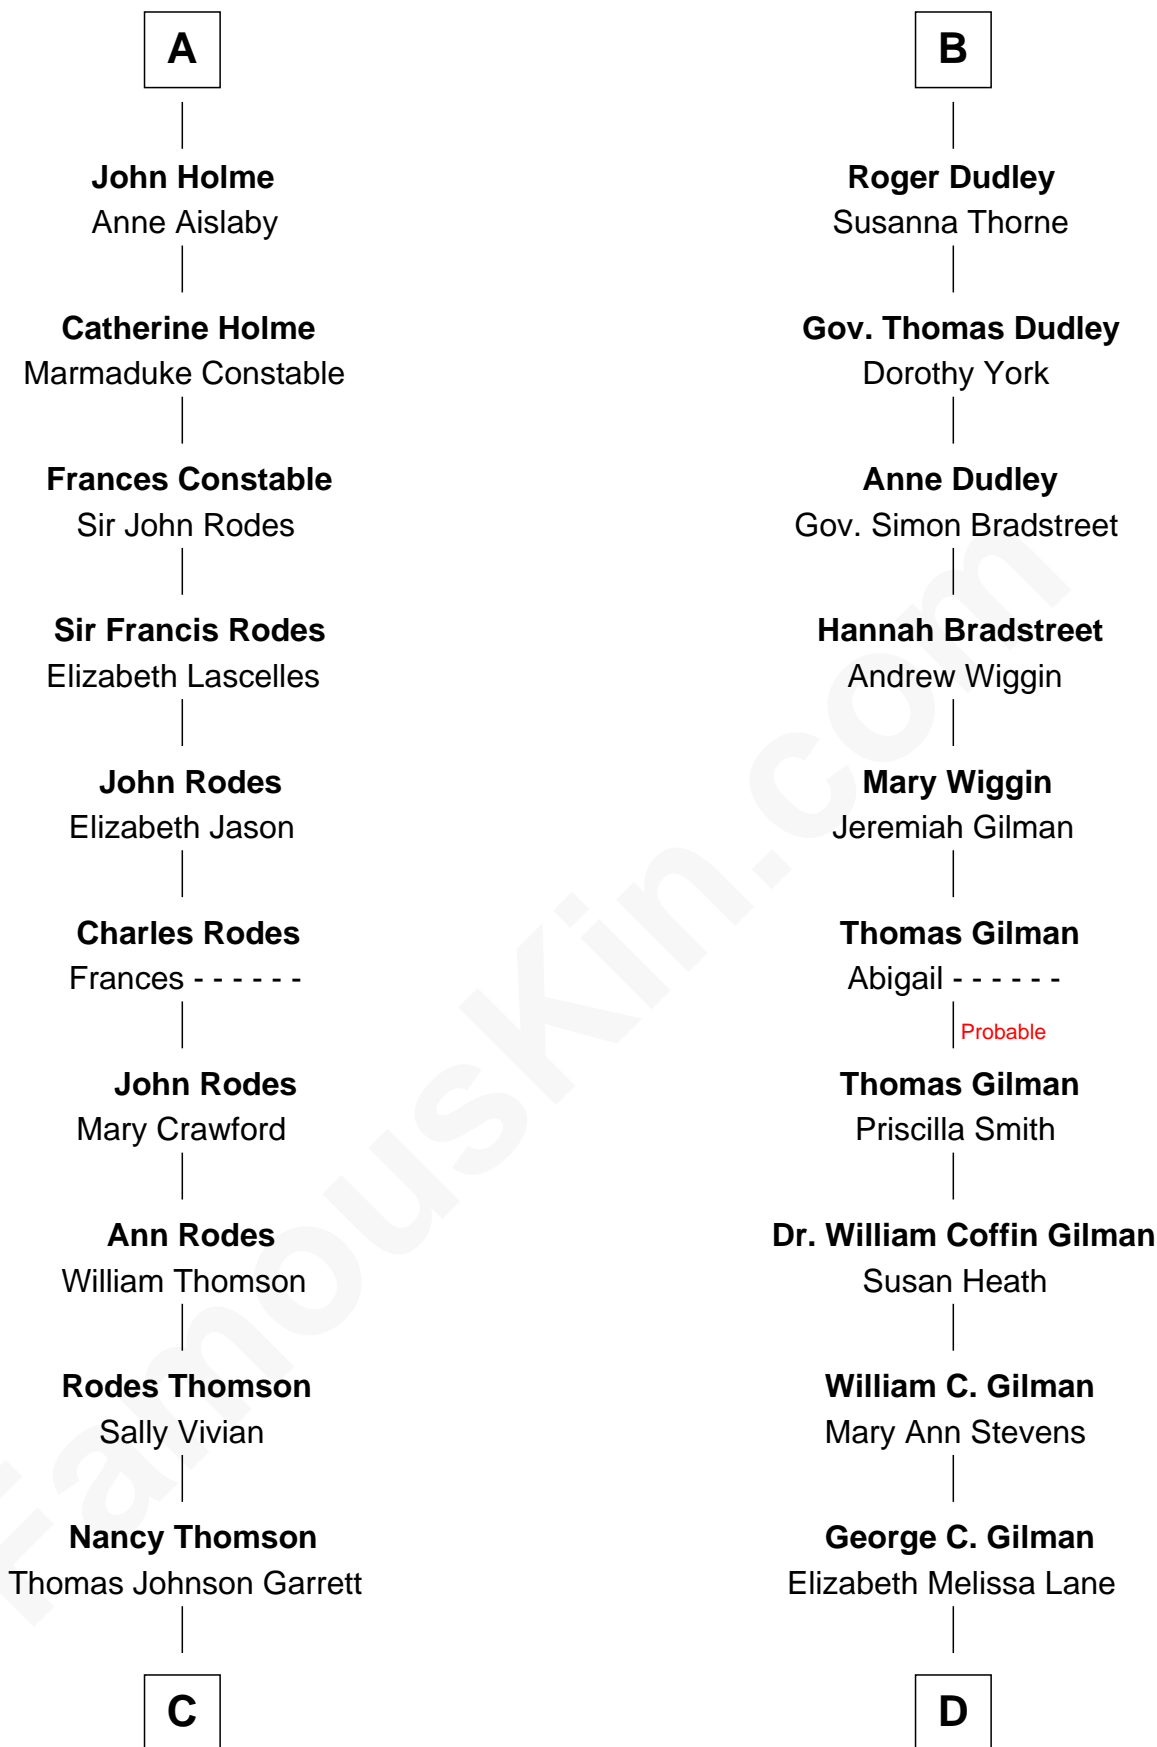 A
John Holme
Anne Aislaby
Catherine Holme
Marmaduke Constable
Frances Constable
Sir John Rodes
Sir Francis Rodes
Elizabeth Lascelles
John Rodes
Elizabeth Jason
Charles Rodes
Frances - - - - - -
John Rodes
Mary Crawford
Ann Rodes
William Thomson
Rodes Thomson
Sally Vivian
Nancy Thomson
Thomas Johnson Garrett
C
B
Roger Dudley
Susanna Thorne
Gov. Thomas Dudley
Dorothy York
Anne Dudley
Gov. Simon Bradstreet
Hannah Bradstreet
Andrew Wiggin
Mary Wiggin
Jeremiah Gilman
Thomas Gilman
Abigail - - - - - -
Probable
Thomas Gilman
Priscilla Smith
Dr. William Coffin Gilman
Susan Heath
William C. Gilman
Mary Ann Stevens
George C. Gilman
Elizabeth Melissa Lane
D
FamousKin.com